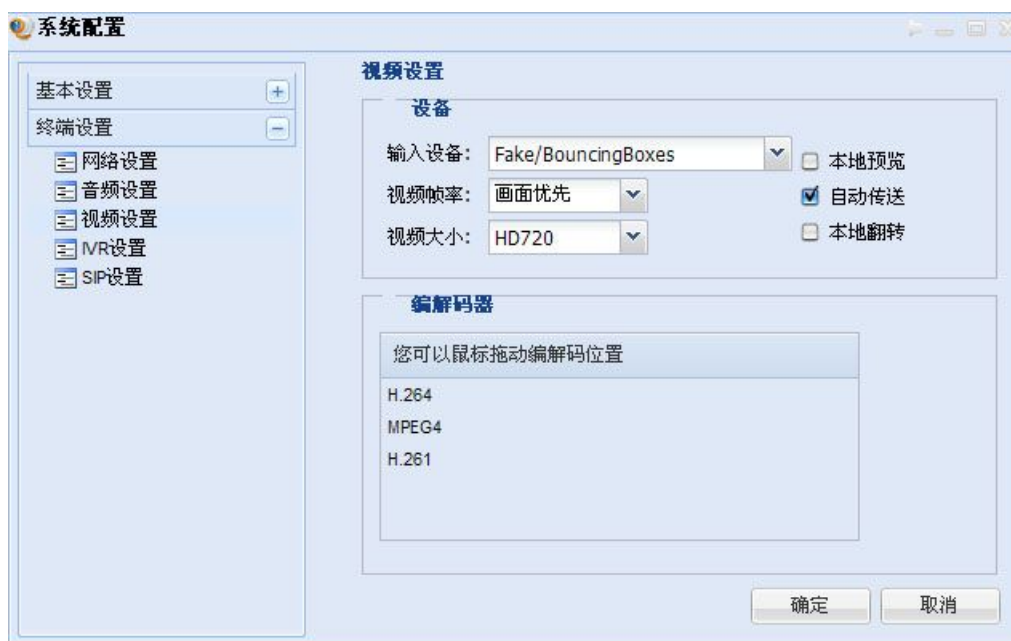 系统配置
基本设置
终端设置
网络设置
音频设置
视频设置
IVR设置
SIP设置
视频设置
设备
输入设备: Fake/BouncingBoxes
本地预览
视频帧率: 画面优先
自动传送
视频大小: HD720
本地翻转
编解码器
您可以鼠标拖动编解码位置
H.264
MPEG4
H.261
确定 取消